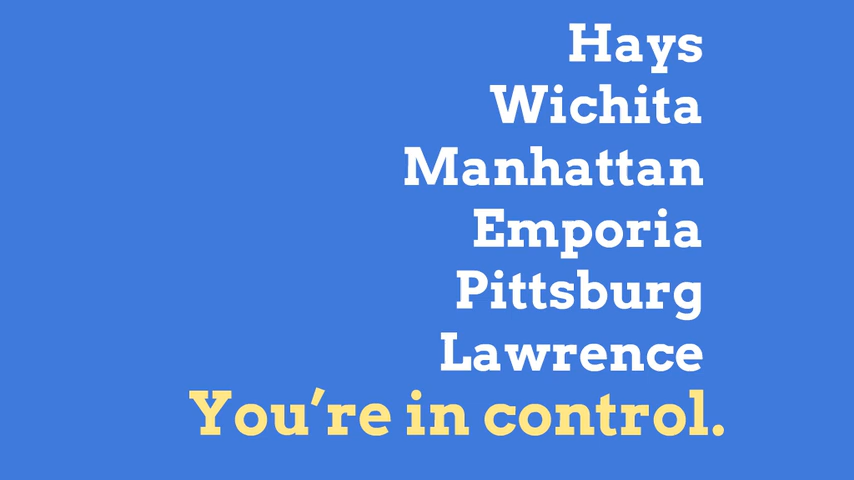 Hays
Wichita
Manhattan
Emporia
Pittsburg
Lawrence
You’re in control.